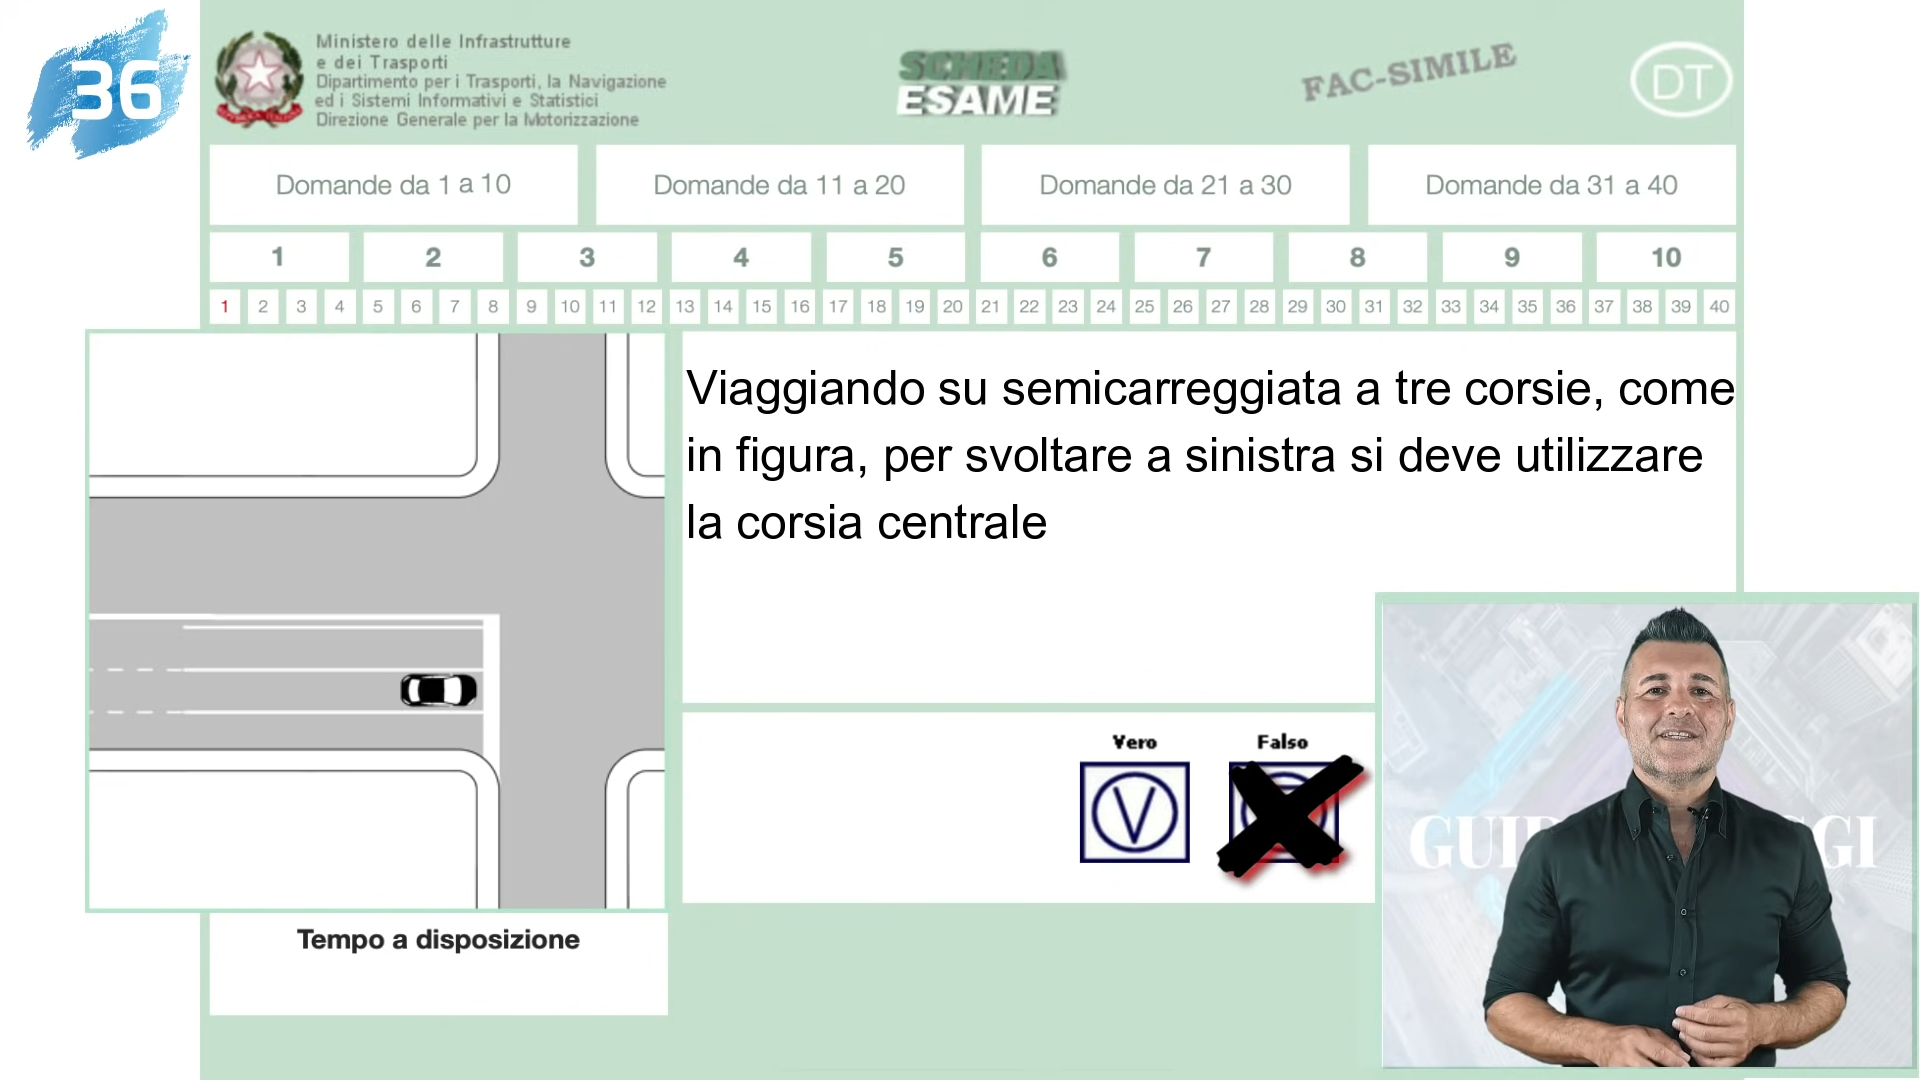 36
Ministero delle Infrastrutture
e dei Trasporti
Dipartimento per i Trasporti, la Navigazione
ed i Sistemi Informativi e Statistici
Direzione Generale per la Motorizzazione
SCHEDA
ESAME
FAC-SIMILE
DT
Domande da 1 a 10
Domande da 11 a 20
Domande da 21 a 30
Domande da 31 a 40
1 2 3 4 5 6 7 8 9 10
1 2 3 4 5 6 7 8 9 10 11 12 13 14 15 16 17 18 19 20 21 22 23 24 25 26 27 28 29 30 31 32 33 34 35 36 37 38 39 40
Viaggiando su semicarreggiata a tre corsie, come
in figura, per svoltare a sinistra si deve utilizzare
la corsia centrale
Vero
Falso
V
Tempo a disposizione